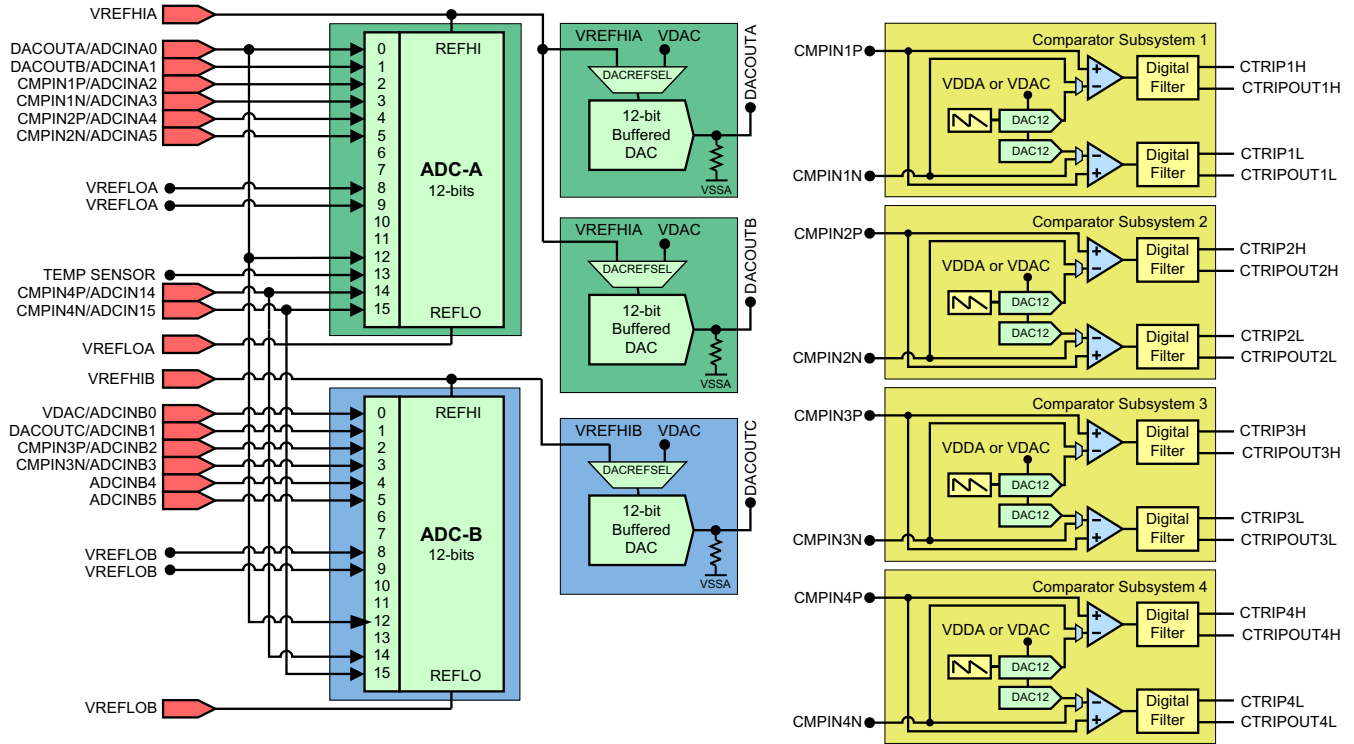 VREFHIA
DACOUTA/ADCINA0
DACOUTB/ADCINA1
CMPIN1P/ADCINA2
CMPIN1N/ADCINA3
CMPIN2P/ADCINA4
CMPIN2N/ADCINA5
VREFLOA
VREFLOA
TEMP SENSOR
CMPIN4P/ADCIN14
CMPIN4N/ADCIN15
VREFLOA
REFHI
0
1
2
3
4
5
6
7
8
9
10
11
12
13
14
15
ADC-A
12-bits
REFLO
VREFHIB
VDAC/ADCINB0
DACOUTC/ADCINB1
CMPIN3P/ADCINB2
CMPIN3N/ADCINB3
ADCINB4
ADCINB5
VREFLOB
VREFLOB
VREFLOB
REFHI
0
1
2
3
4
5
6
7
8
9
10
11
12
13
14
15
ADC-B
12-bits
REFLO
VREFHIA
VDAC
DACREFSEL
12-bit
Buffered
DAC
VSSA
DACOUTA
VREFHIA
VDAC
DACREFSEL
12-bit
Buffered
DAC
VSSA
DACOUTB
VREFHIB
VDAC
DACREFSEL
12-bit
Buffered
DAC
VSSA
DACOUTC
Comparator Subsystem 1
CMPIN1P
CMPIN1N
VDDA or VDAC
DAC12
DAC12
Digital
Filter
Digital
Filter
CTRIP1H
CTRIPOUT1H
CTRIP1L
CTRIPOUT1L
Comparator Subsystem 2
CMPIN2P
CMPIN2N
VDDA or VDAC
DAC12
DAC12
Digital
Filter
Digital
Filter
CTRIP2H
CTRIPOUT2H
CTRIP2L
CTRIPOUT2L
Comparator Subsystem 3
CMPIN3P
CMPIN3N
VDDA or VDAC
DAC12
DAC12
Digital
Filter
Digital
Filter
CTRIP3H
CTRIPOUT3H
CTRIP3L
CTRIPOUT3L
Comparator Subsystem 4
CMPIN4P
CMPIN4N
VDDA or VDAC
DAC12
DAC12
Digital
Filter
Digital
Filter
CTRIP4H
CTRIPOUT4H
CTRIP4L
CTRIPOUT4L